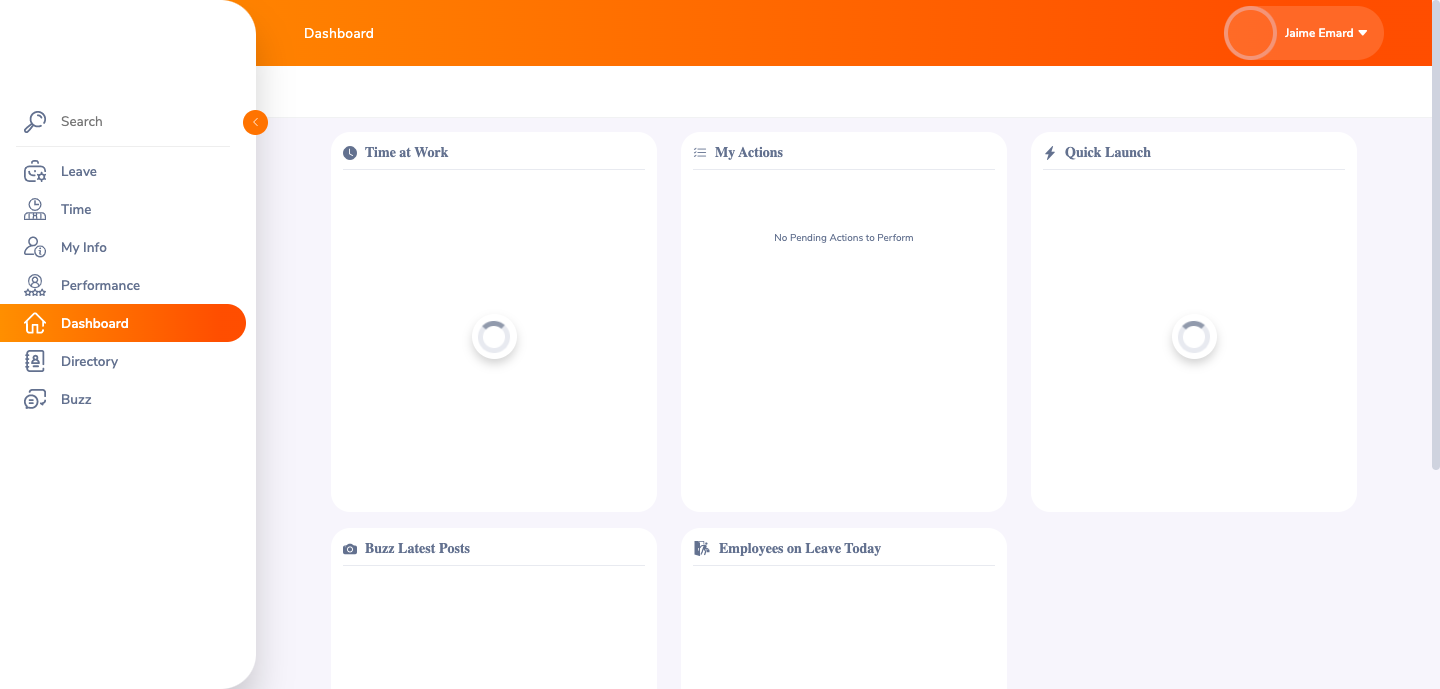 Dashboard
Jaime Emard
Search
Leave
Time
My Info
Performance
Dashboard
Directory
Buzz
Time at Work
My Actions
No Pending Actions to Perform
Quick Launch
Buzz Latest Posts
Employees on Leave Today